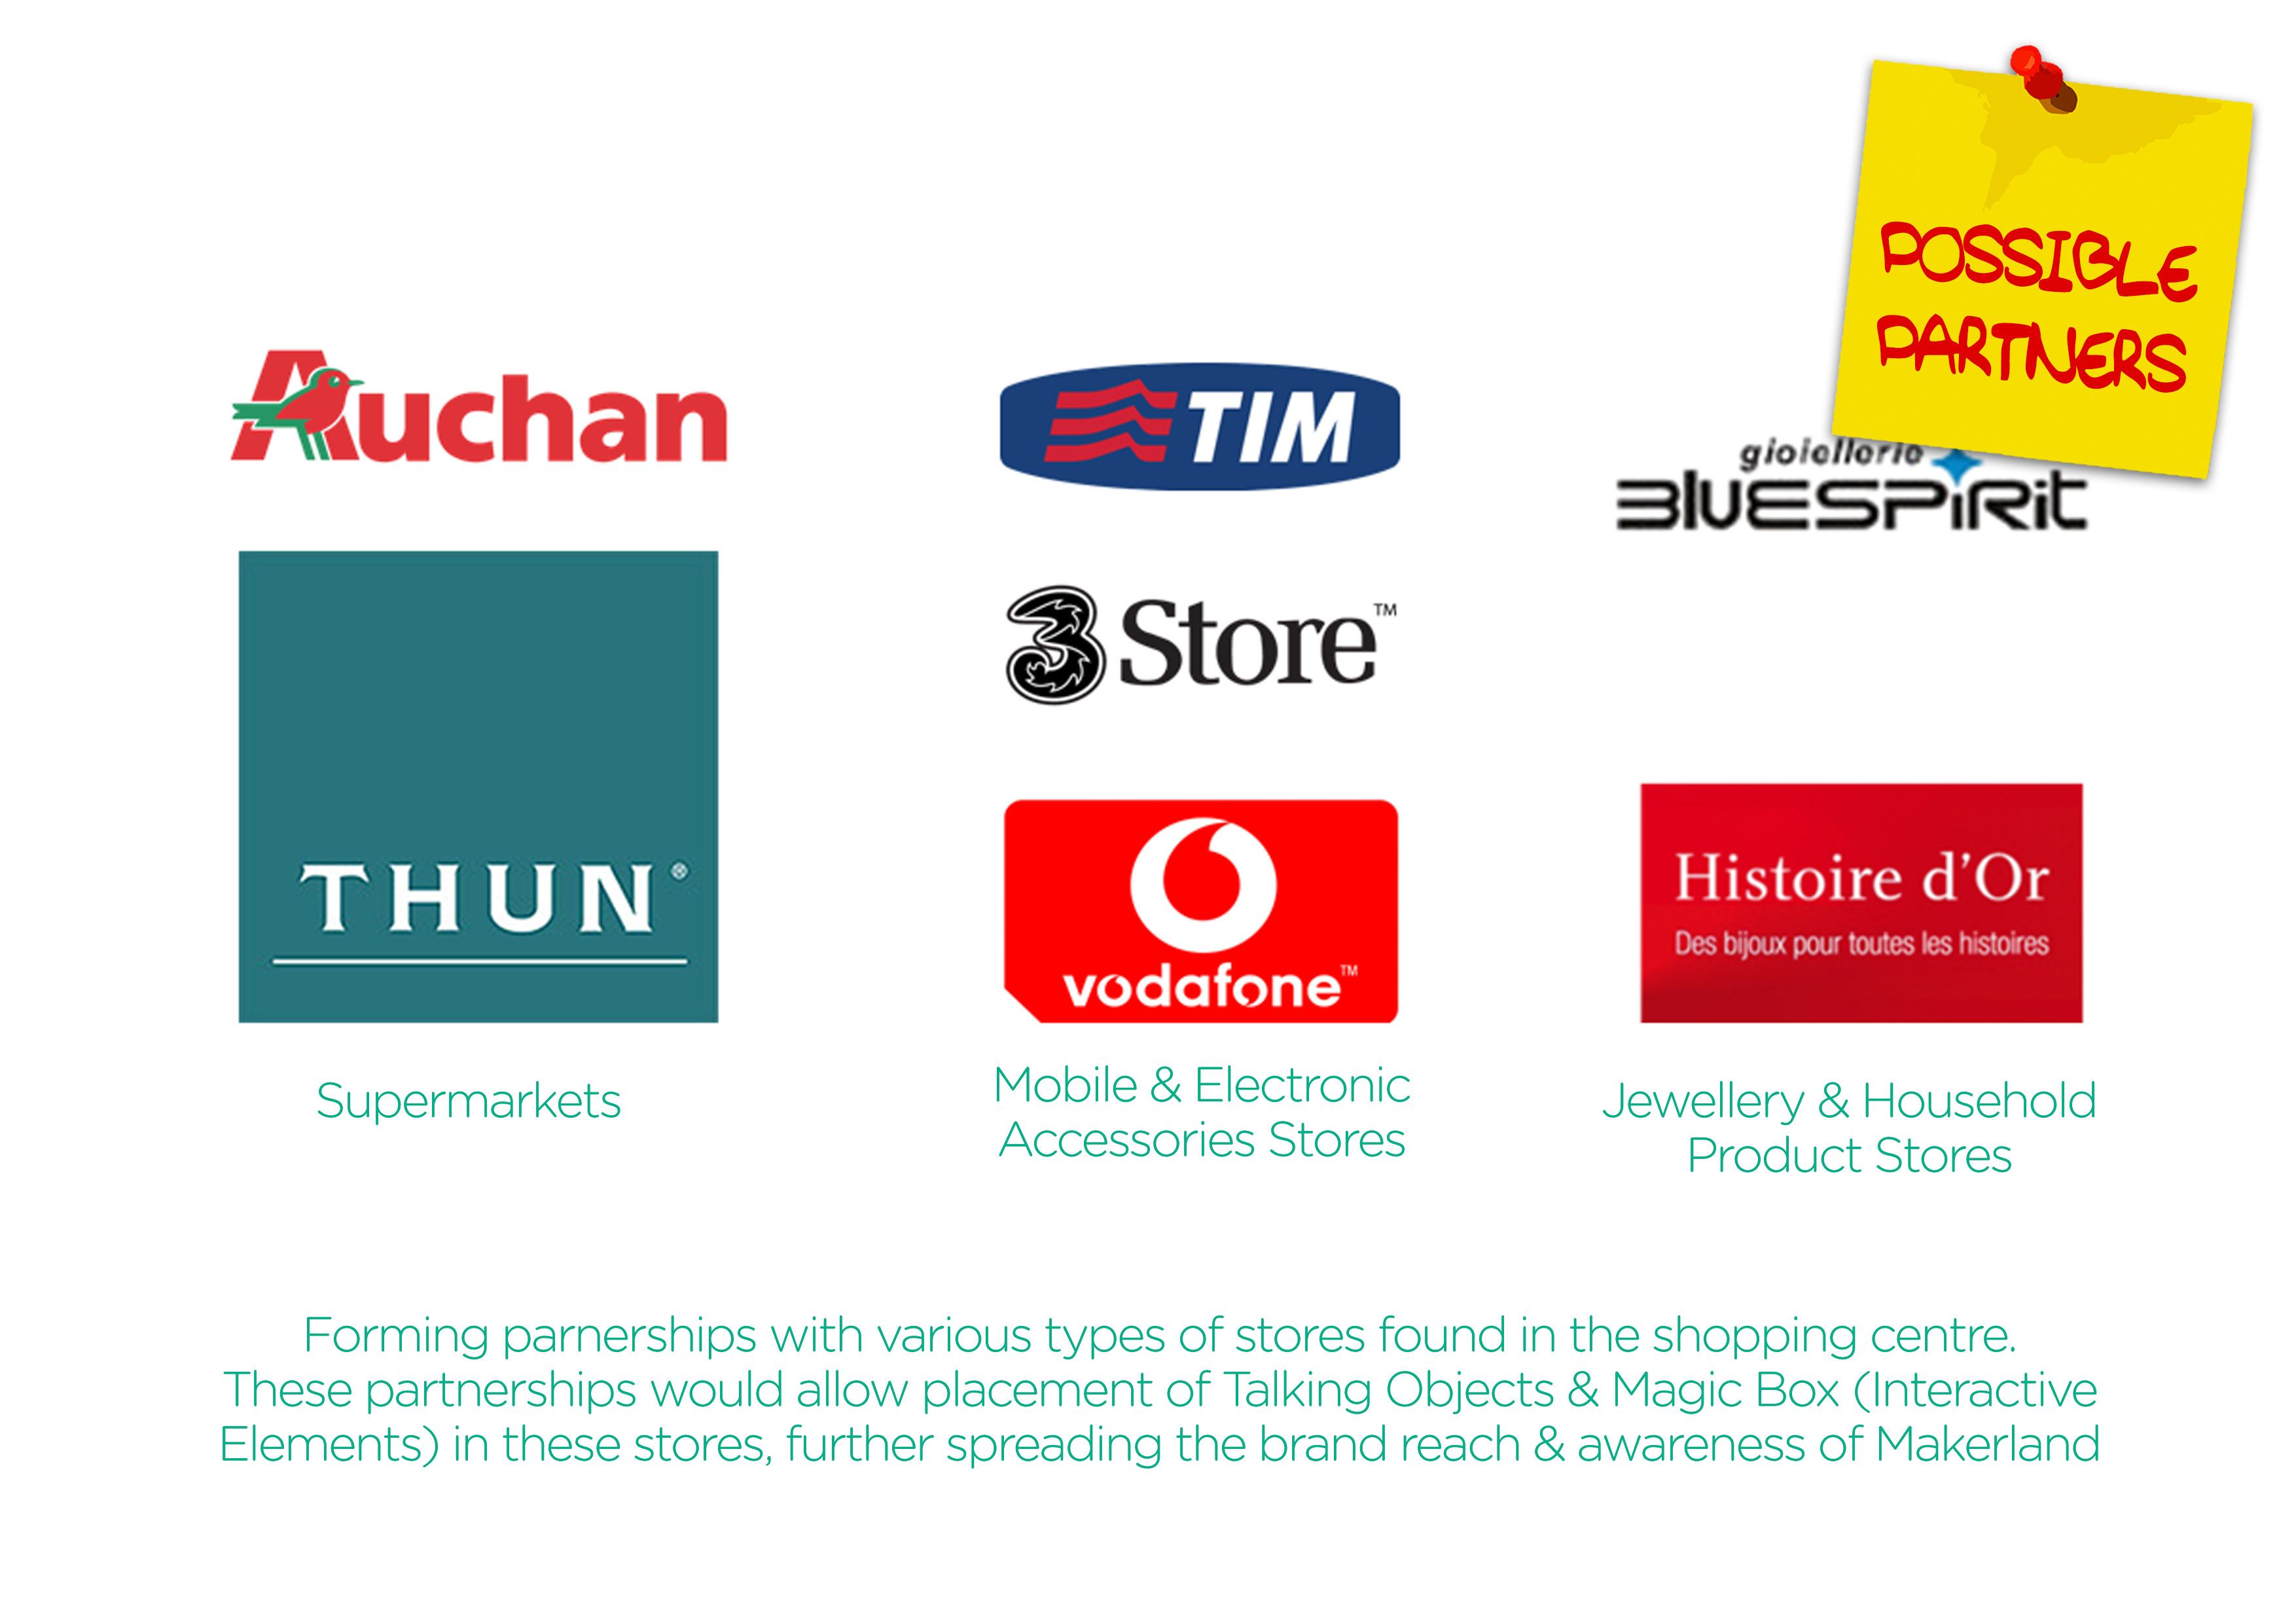 POSSIBLE
PARTNERS
Auchan
THUN®
Supermarkets
TIM
3 Store™
vodafone™
Mobile & Electronic
Accessories Stores
gioiellerie
BLUESPIRIT
Histoire d'Or
Des bijoux pour toutes les histoires
Jewellery & Household
Product Stores
Forming parnerships with various types of stores found in the shopping centre.
These partnerships would allow placement of Talking Objects & Magic Box (Interactive
Elements) in these stores, further spreading the brand reach & awareness of Makerland